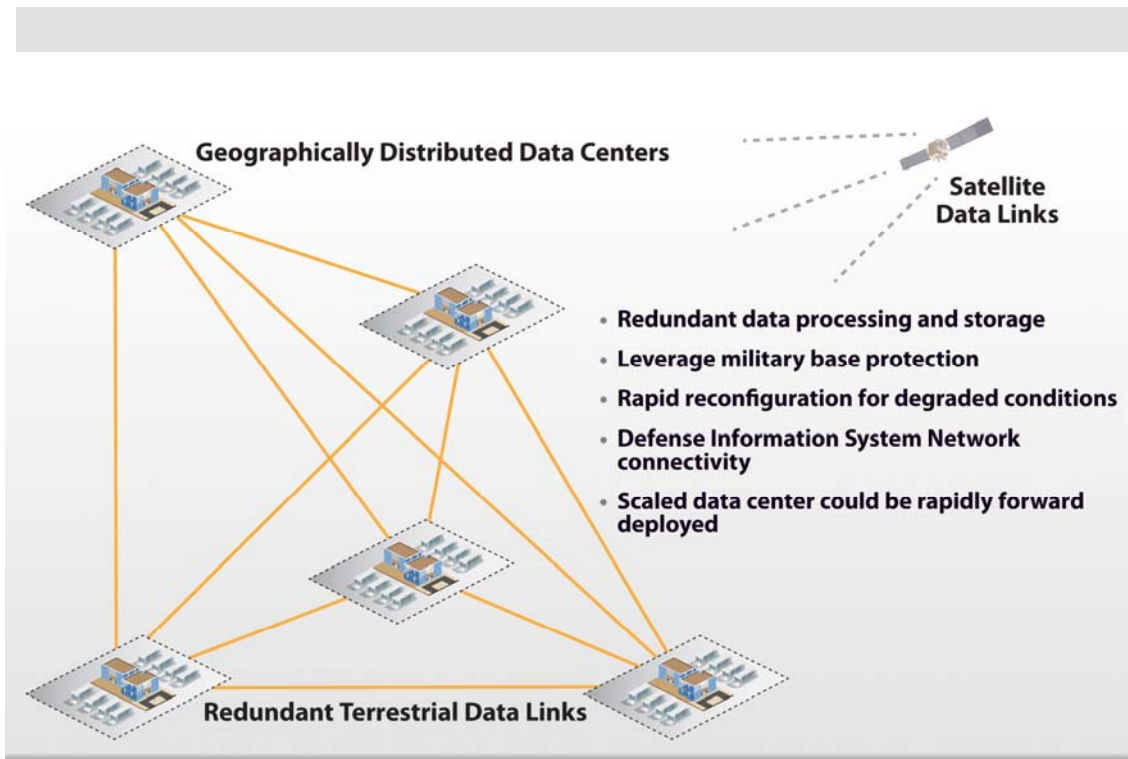 Geographically Distributed Data Centers
Satellite
Data Links
• Redundant data processing and storage
• Leverage military base protection
• Rapid reconfiguration for degraded conditions
• Defense Information System Network
connectivity
• Scaled data center could be rapidly forward
deployed
Redundant Terrestrial Data Links